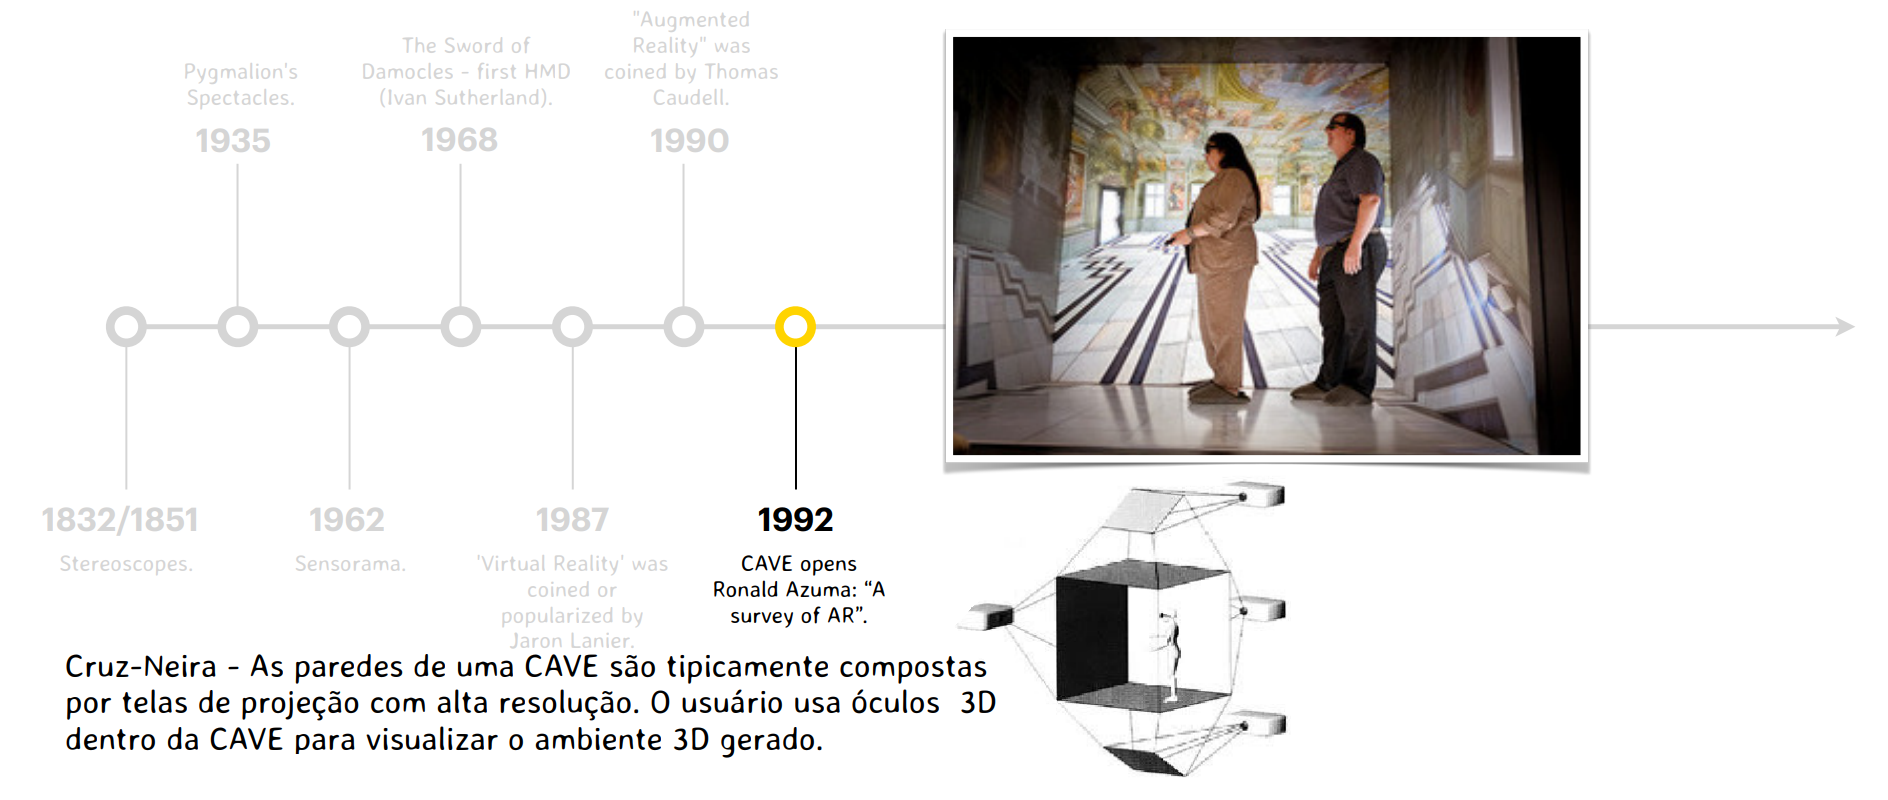 Pygmalion's
Spectacles.
1935
The Sword of
Damocles - first HMD
(Ivan Sutherland).
1968
"Augmented
Reality" was
coined by Thomas
Caudell.
1990
1832/1851
Stereoscopes.
1962
Sensorama.
1987
'Virtual Reality' was
coined or
popularized by
Jaron Lanier.
1992
CAVE opens
Ronald Azuma: “A
survey of AR”.
Cruz-Neira - As paredes de uma CAVE são tipicamente compostas
por telas de projeção com alta resolução. O usuário usa óculos 3D
dentro da CAVE para visualizar o ambiente 3D gerado.